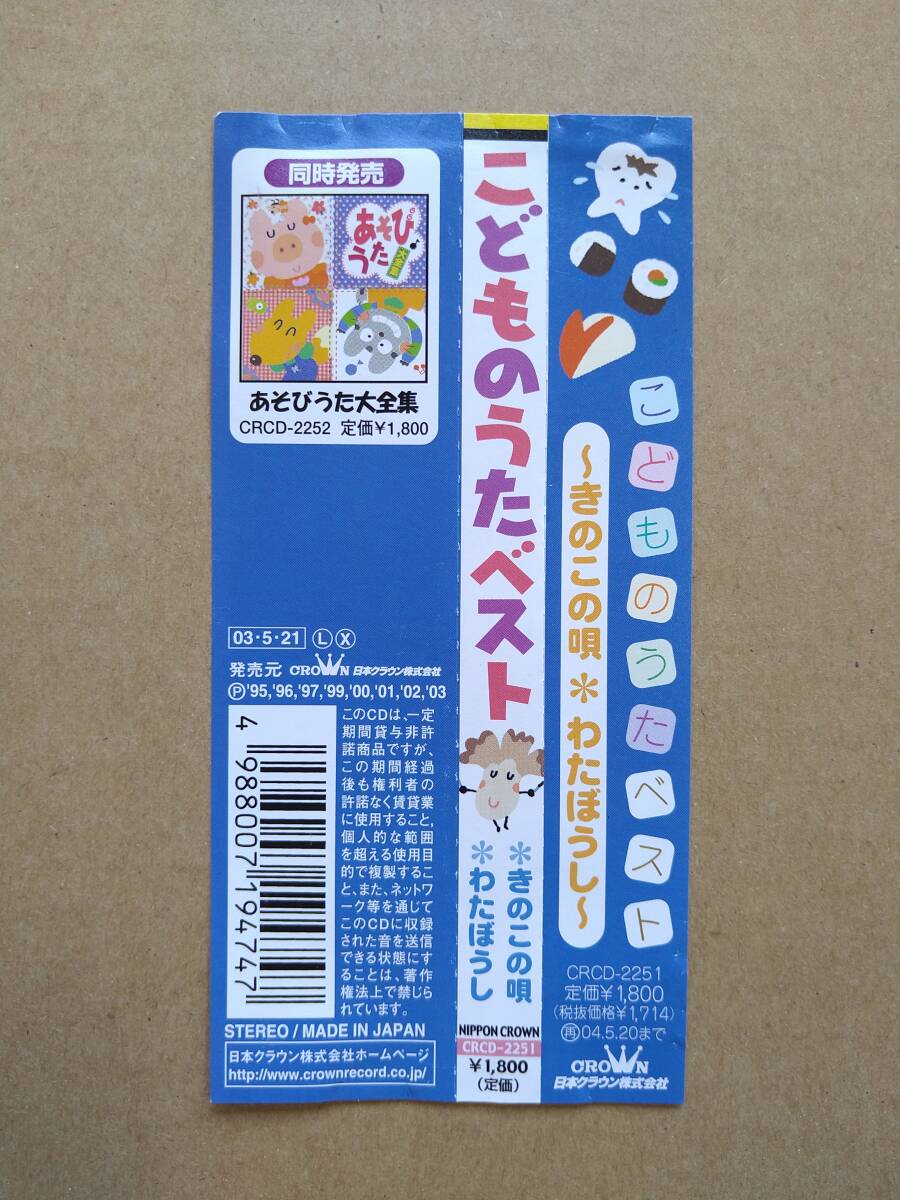 同時発売
あそび
うた
大全集
あそびうた大全集
CRCD-2252 定価¥1,800
03・5・21 Ⓛ Ⓧ
発売元 CROWN 日本クラウン株式会社
Ⓟ'95,'96,'97,'99,'00,'01,'02,'03
4988007194747
このCDは、一定
期間貸与非許
諾商品ですが、
この期間経過
後も権利者の
許諾なく賃貸業
に使用すること,
個人的な範囲
を超える使用目
的で複製するこ
と、また、ネットワ
ーク等を通じて
このCDに収録
された音を送信
できる状態にす
ることは、著作
権法上で禁じら
れています。
STEREO / MADE IN JAPAN
日本クラウン株式会社ホームページ
http://www.crownrecord.co.jp/
こどものうたベスト
＊きのこの唄
＊わたぼうし
NIPPON CROWN
CRCD-2251
¥1,800
(定価)
こどものうたベスト
～きのこの唄＊わたぼうし～
CRCD-2251
定価¥1,800
(税抜価格¥1,714)
再04.5.20まで
CROWN
日本クラウン株式会社